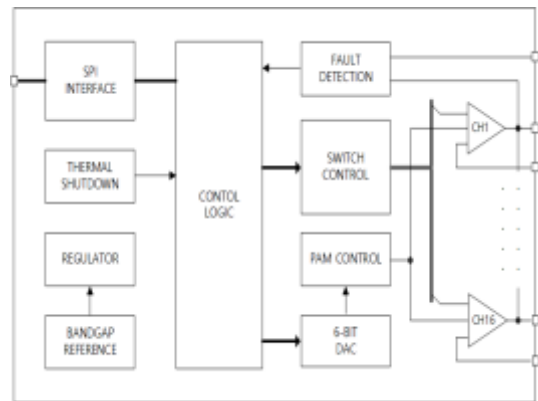 SPI
INTERFACE
THERMAL
SHUTDOWN
REGULATOR
BANDGAP
REFERENCE
CONTOL
LOGIC
FAULT
DETECTION
SWITCH
CONTROL
PAM CONTROL
6-BIT
DAC
CH1
CH16